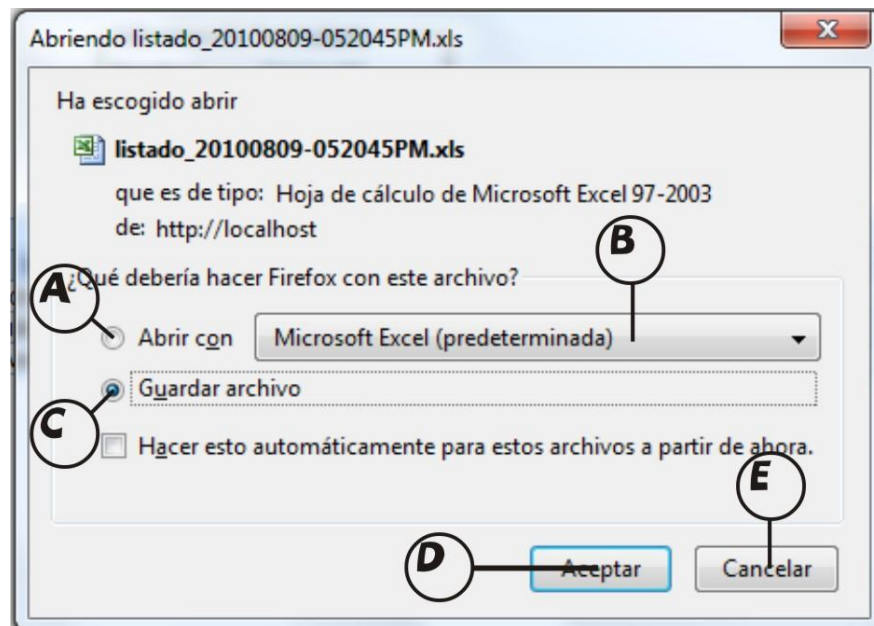 Abriendo listado_20100809-052045PM.xls
Ha escogido abrir
listado_20100809-052045PM.xls
que es de tipo: Hoja de cálculo de Microsoft Excel 97-2003
de: http://localhost
B
¿Qué debería hacer Firefox con este archivo?
A
Abrir con Microsoft Excel (predeterminada)
Guardar archivo
C
Hacer esto automáticamente para estos archivos a partir de ahora.
E
D
Aceptar Cancelar